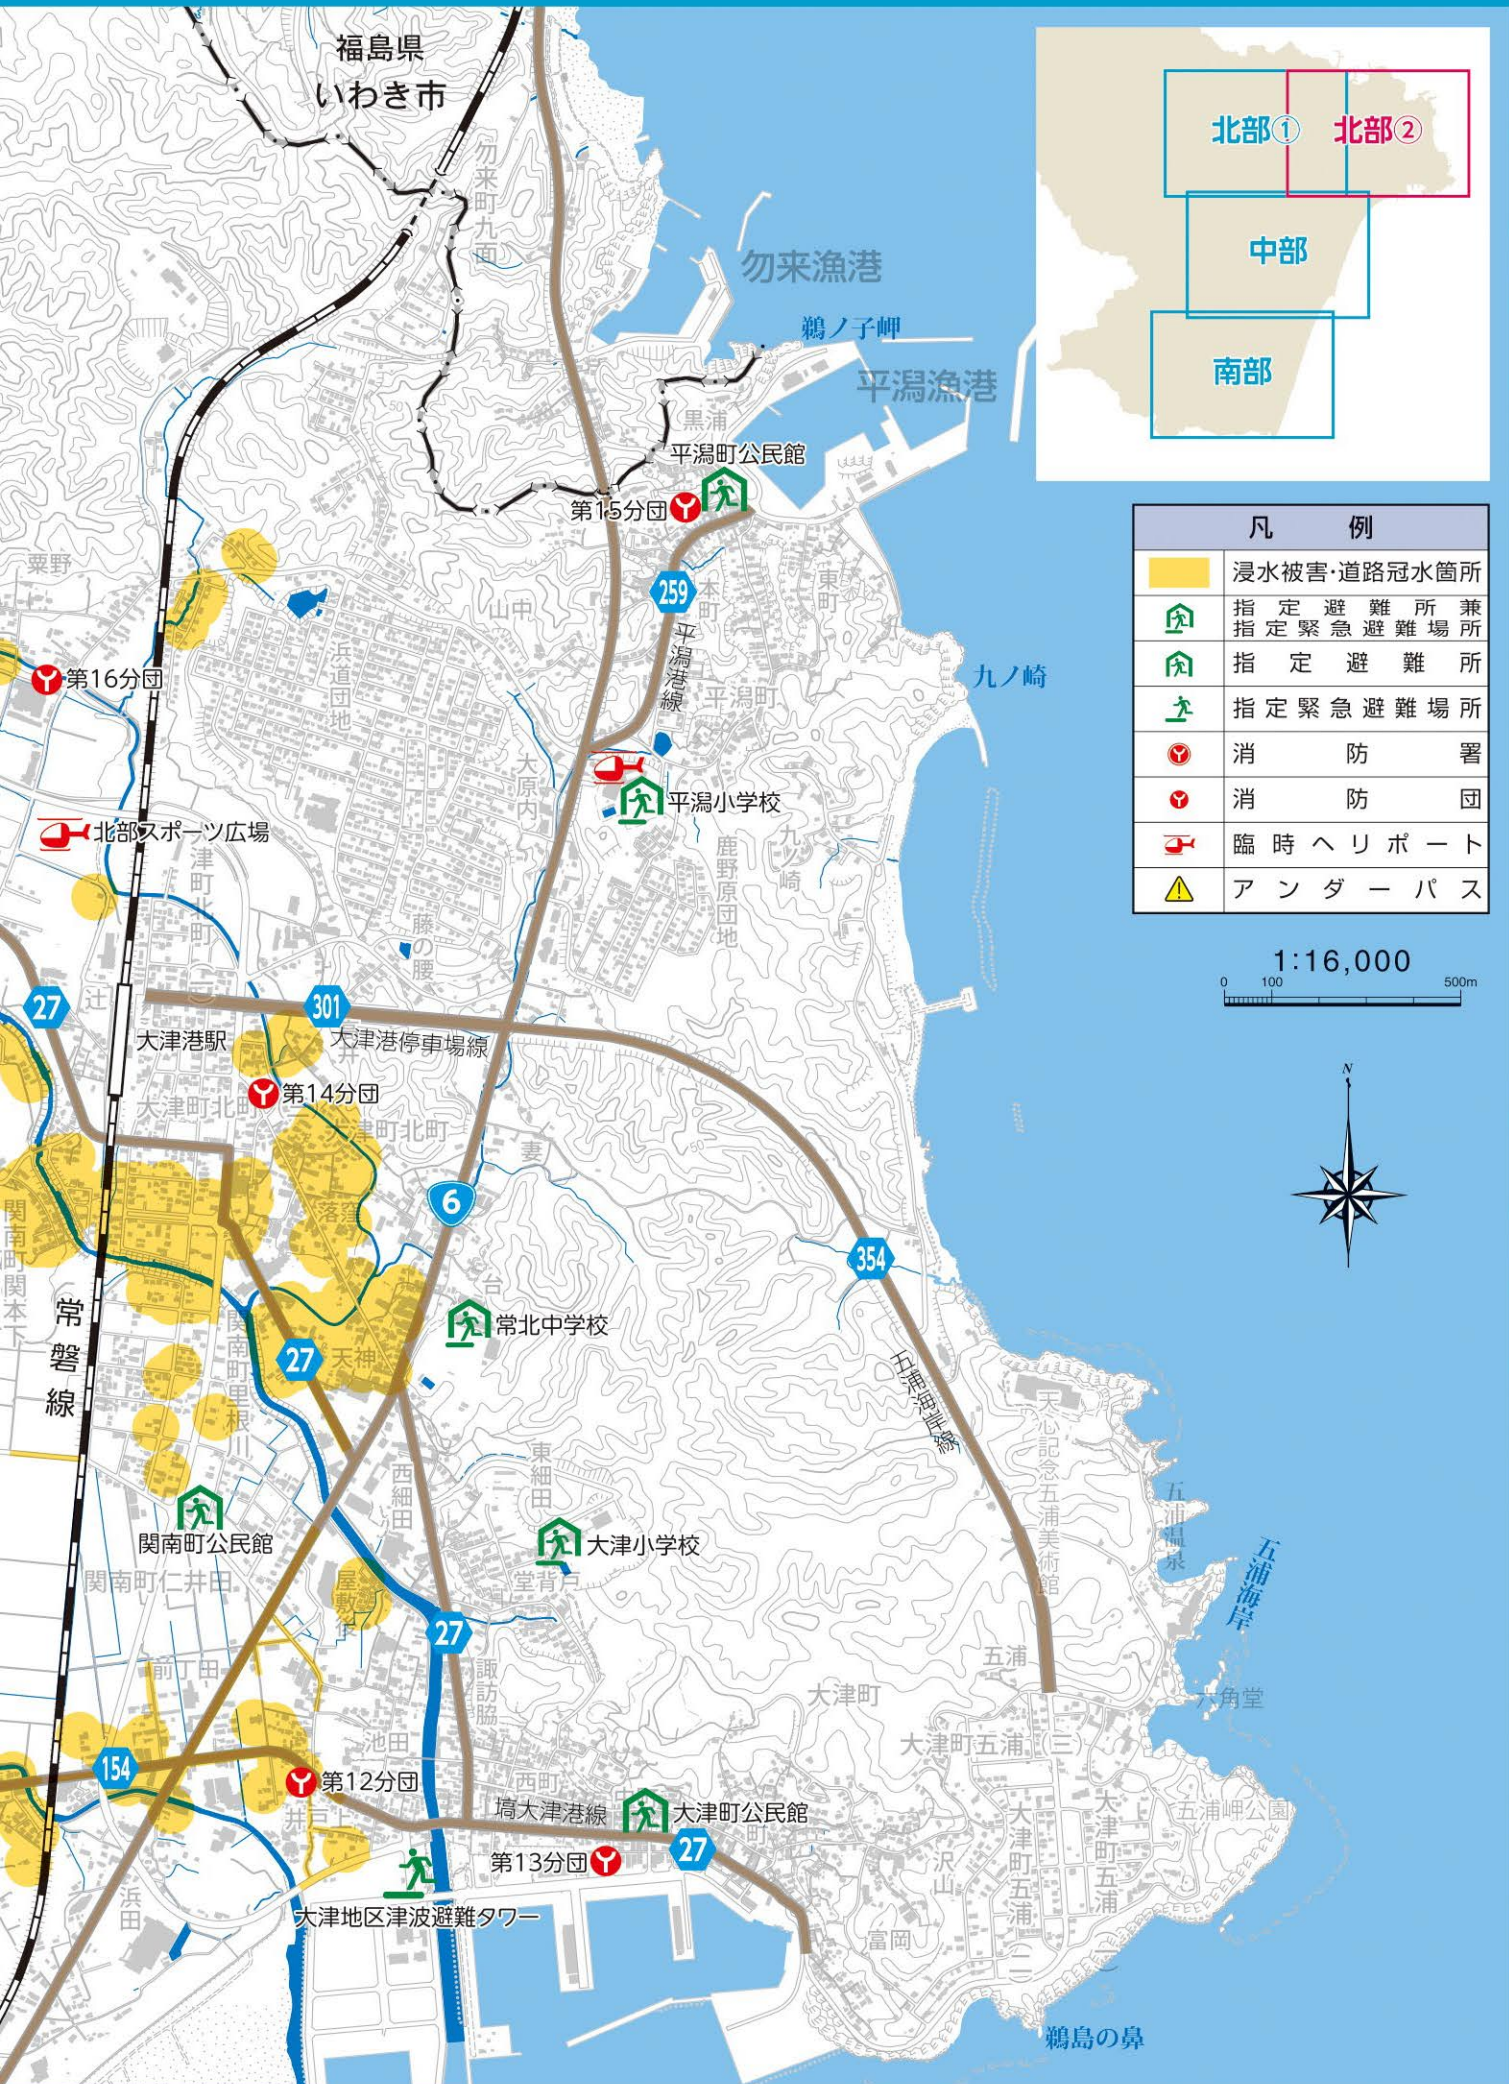 福島県
いわき市
勿来町九面
勿来漁港
鵜ノ子岬
平潟漁港
黒浦
平潟町公民館
第15分団
粟野
259
本町
東町
山中
浜道団地
平潟港線
平潟町
九ノ崎
第16分団
大原内
平潟小学校
北部スポーツ広場
九ノ崎
鹿野原団地
津町北町(一)
藤の腰
27
辻
301
大津港駅
大津港停車場線
第14分団
大津町北町
大津町北町
妻
6
落窪
関南町関本下
354
台
常北中学校
常磐線
関南町里根川
27
天神
五浦海岸線
天心記念五浦美術館
西細田
東細田
五浦温泉
関南町公民館
大津小学校
五浦海岸
関南町仁井田
堂背戸
屋敷後
27
前丁田
諏訪脇
五浦
大津町
六角堂
池田
大津町五浦(三)
154
第12分団
西町
塙大津港線
大津町公民館
五浦岬公園
井戸上
町
27
第13分団
沢山
大津町五浦(二)
大津町五浦(一)
浜田
大津地区津波避難タワー
富岡
鵜島の鼻
北部①
北部②
中部
南部
凡例
浸水被害・道路冠水箇所
指定避難所兼
指定緊急避難場所
指定避難所
指定緊急避難場所
消防署
消防団
臨時ヘリポート
アンダーパス
1:16,000
0 100 500m
N